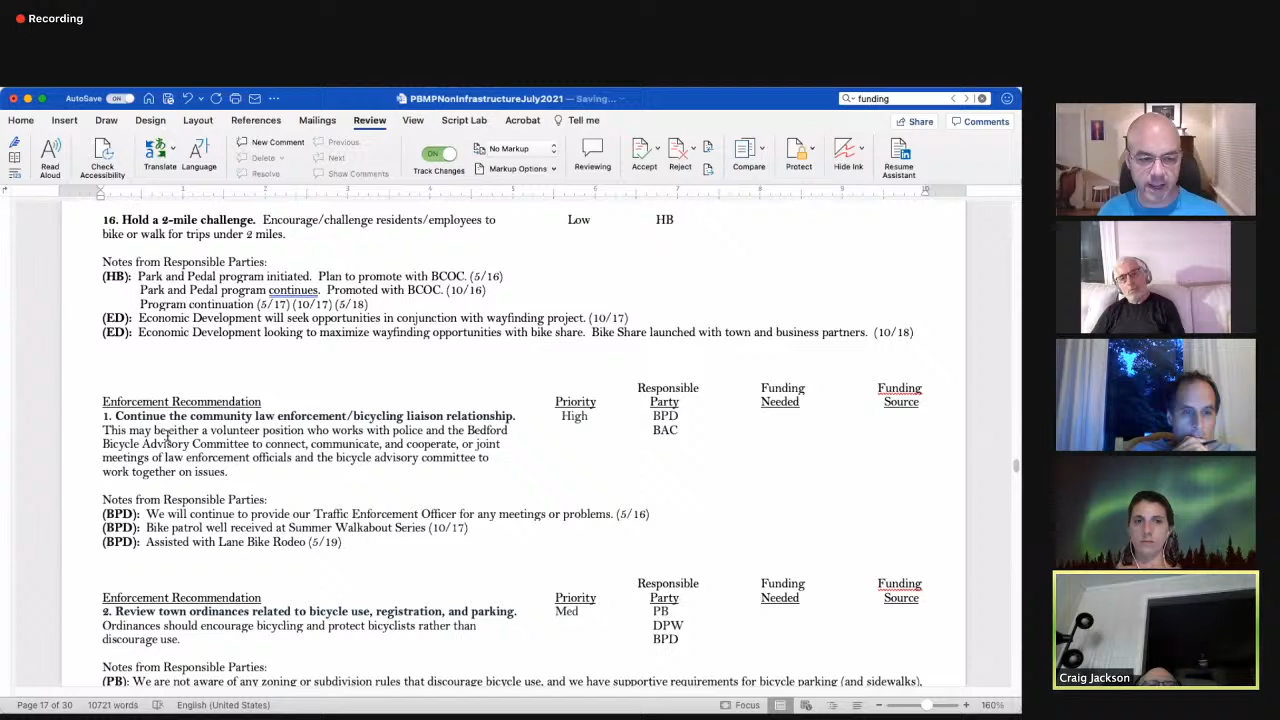 Recording
AutoSave ON PBMPNonInfrastructureJuly2021 — Saving... funding
Home Insert Draw Design Layout References Mailings Review View Script Lab Acrobat Tell me Share Comments
Read Aloud
Check Accessibility
Translate
Language
New Comment
Delete
Resolve
Previous
Next
Show Comments
ON
Track Changes
No Markup
Markup Options
Reviewing
Accept
Reject
Compare
Protect
Hide Ink
Resume Assistant
1 2 3 4 5 6 7 8 9 10
16. Hold a 2-mile challenge. Encourage/challenge residents/employees to Low HB
bike or walk for trips under 2 miles.
Notes from Responsible Parties:
(HB): Park and Pedal program initiated. Plan to promote with BCOC. (5/16)
Park and Pedal program continues. Promoted with BCOC. (10/16)
Program continuation (5/17) (10/17) (5/18)
(ED): Economic Development will seek opportunities in conjunction with wayfinding project. (10/17)
(ED): Economic Development looking to maximize wayfinding opportunities with bike share. Bike Share launched with town and business partners. (10/18)
Responsible Funding Funding
Enforcement Recommendation Priority Party Needed Source
1. Continue the community law enforcement/bicycling liaison relationship. High BPD
This may be either a volunteer position who works with police and the Bedford BAC
Bicycle Advisory Committee to connect, communicate, and cooperate, or joint
meetings of law enforcement officials and the bicycle advisory committee to
work together on issues.
Notes from Responsible Parties:
(BPD): We will continue to provide our Traffic Enforcement Officer for any meetings or problems. (5/16)
(BPD): Bike patrol well received at Summer Walkabout Series (10/17)
(BPD): Assisted with Lane Bike Rodeo (5/19)
Responsible Funding Funding
Enforcement Recommendation Priority Party Needed Source
2. Review town ordinances related to bicycle use, registration, and parking. Med PB
Ordinances should encourage bicycling and protect bicyclists rather than DPW
discourage use. BPD
Notes from Responsible Parties:
(PB): We are not aware of any zoning or subdivision rules that discourage bicycle use, and we have supportive requirements for bicycle parking (and sidewalks),
Page 17 of 30 10721 words English (United States) Focus 160%
Craig Jackson